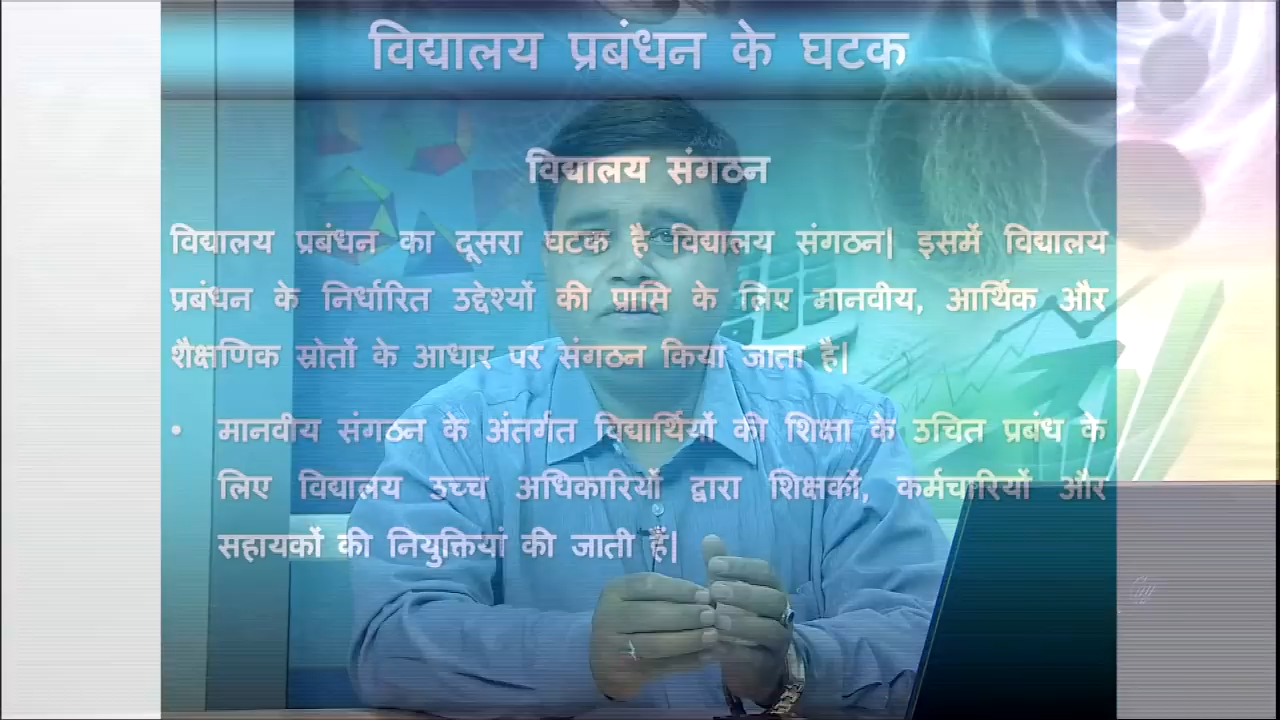 विद्यालय प्रबंधन के घटक
विद्यालय संगठन
विद्यालय प्रबंधन का दूसरा घटक है विद्यालय संगठन| इसमें विद्यालय
प्रबंधन के निर्धारित उद्देश्यों की प्राप्ति के लिए मानवीय, आर्थिक और
शैक्षणिक स्रोतों के आधार पर संगठन किया जाता है|
• मानवीय संगठन के अंतर्गत विद्यार्थियों की शिक्षा के उचित प्रबंध के
लिए विद्यालय उच्च अधिकारियों द्वारा शिक्षकों, कर्मचारियों और
सहायकों की नियुक्तियां की जाती हैं|